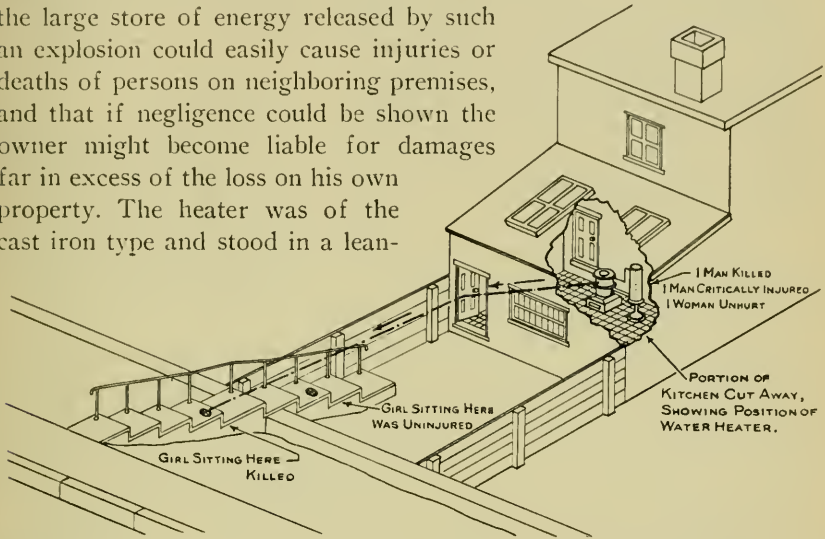 the large store of energy released by such
an explosion could easily cause injuries or
deaths of persons on neighboring premises,
and that if negligence could be shown the
owner might become liable for damages
far in excess of the loss on his own
property. The heater was of the
cast iron type and stood in a lean-
1 MAN KILLED
1 MAN CRITICALLY INJURED
1 WOMAN UNHURT
PORTION OF
KITCHEN CUT AWAY,
SHOWING POSITION OF
WATER HEATER.
GIRL SITTING HERE
WAS UNINJURED
GIRL SITTING HERE
KILLED